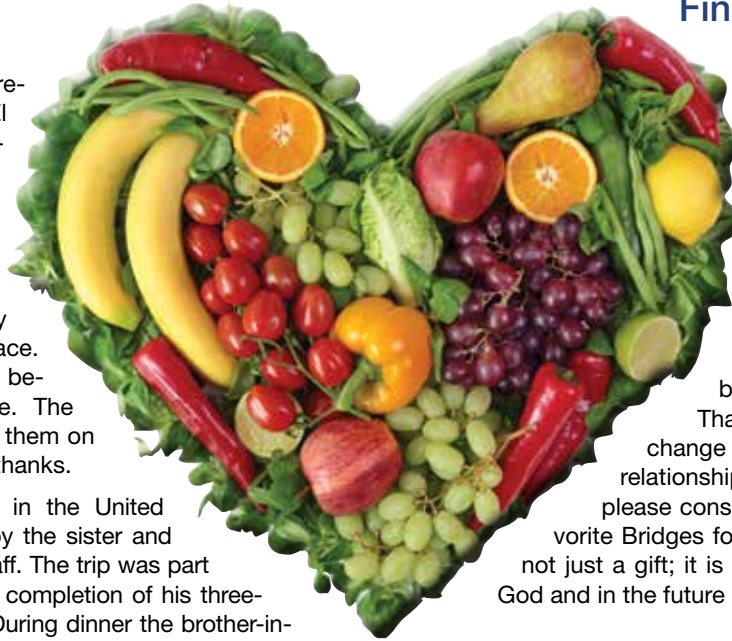 Fin
re-
-
y
ace.
be-
e. The
them on
thanks.
in the United
by the sister and
aff. The trip was part
completion of his three-
During dinner the brother-in-
b
Tha
change
relationship
please cons
vorite Bridges fo
not just a gift; it is
God and in the future